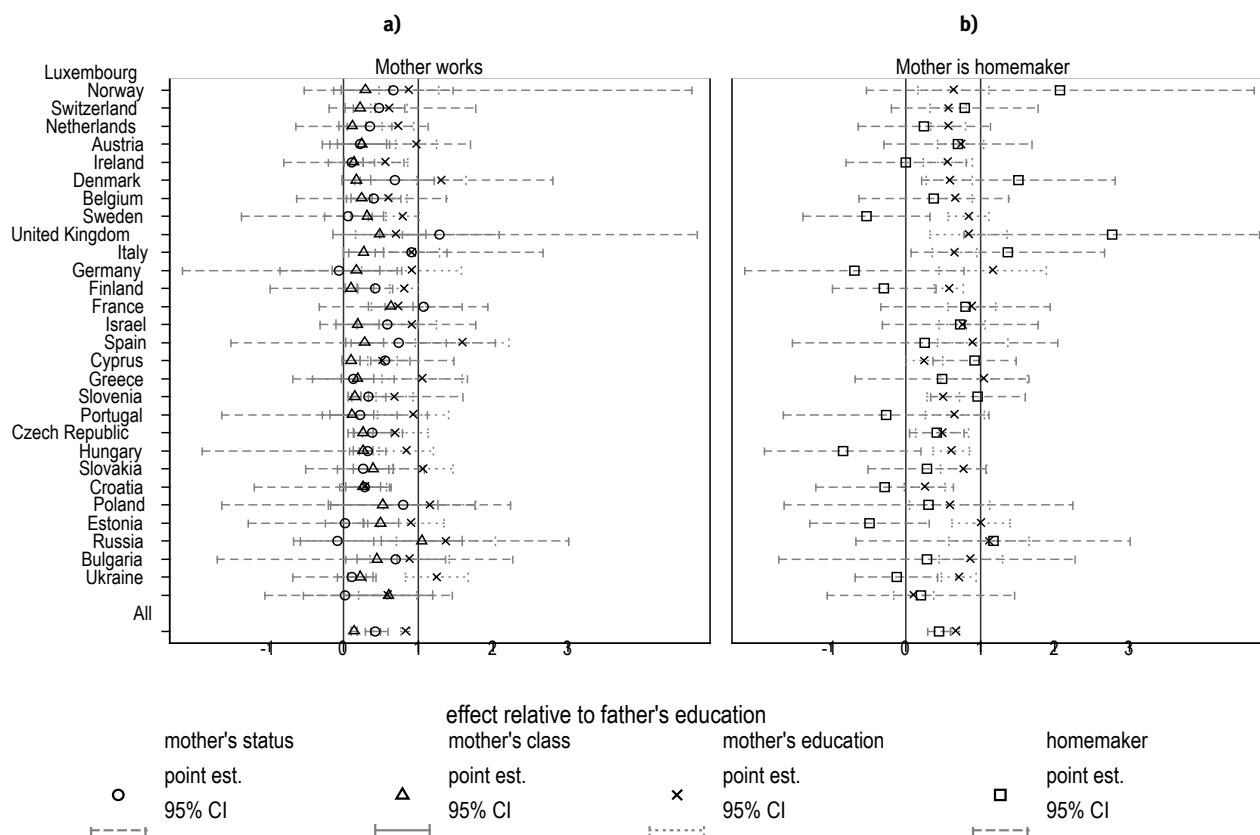 a)
b)
Mother works
Mother is homemaker
Luxembourg
Norway
Switzerland
Netherlands
Austria
Ireland
Denmark
Belgium
Sweden
United Kingdom
Italy
Germany
Finland
France
Israel
Spain
Cyprus
Greece
Slovenia
Portugal
Czech Republic
Hungary
Slovakia
Croatia
Poland
Estonia
Russia
Bulgaria
Ukraine
All
-1 0 1 2 3
-1 0 1 2 3
effect relative to father's education
mother's status mother's class mother's education homemaker
point est. point est. point est. point est.
95% CI 95% CI 95% CI 95% CI